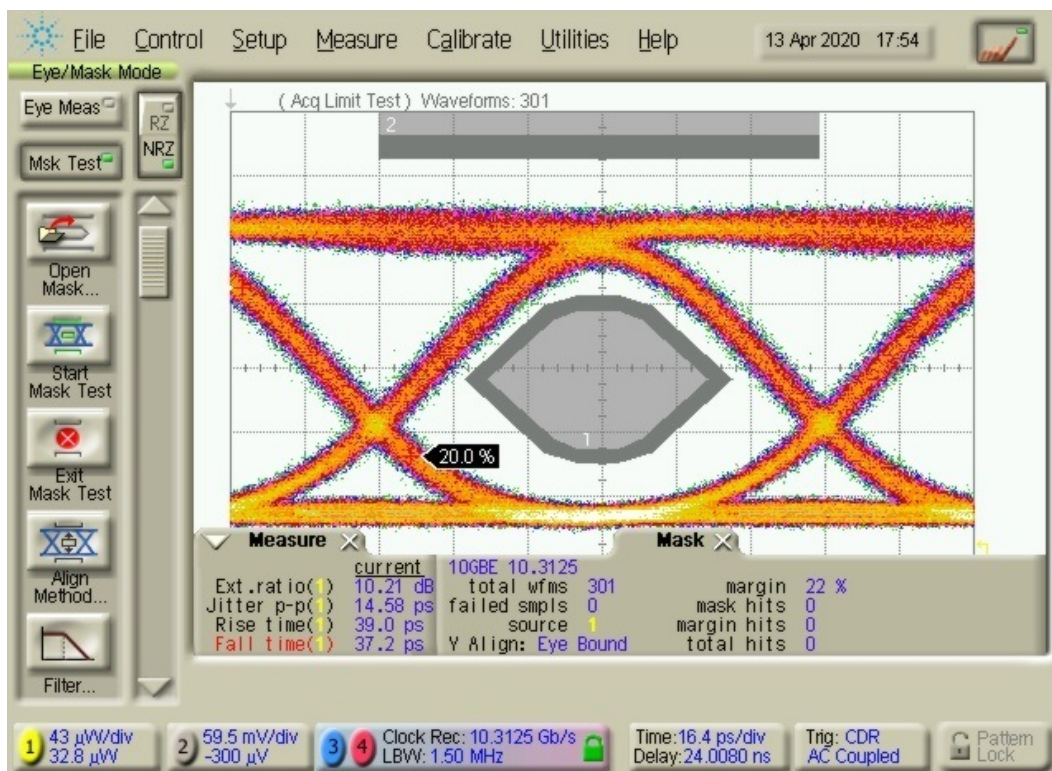 File Control Setup Measure Calibrate Utilities Help 13 Apr 2020 17:54
Eye/Mask Mode
Eye Meas
RZ
NRZ
Msk Test
Open
Mask...
Start
Mask Test
Exit
Mask Test
Align
Method...
Filter...
( Acq Limit Test ) Waveforms: 301
2
1
20.0 %
Measure
current
Ext.ratio(1) 10.21 dB
Jitter p-p(1) 14.58 ps
Rise time(1) 39.0 ps
Fall time(1) 37.2 ps
Mask
10GBE 10.3125
total wfms 301 margin 22 %
failed smpls 0 mask hits 0
source 1 margin hits 0
Y Align: Eye Bound total hits 0
1 43 µW/div
32.8 µW
2 59.5 mV/div
-300 µV
3 4 Clock Rec: 10.3125 Gb/s
LBW: 1.50 MHz
Time:16.4 ps/div
Delay:24.0080 ns
Trig: CDR
AC Coupled
Pattern
Lock